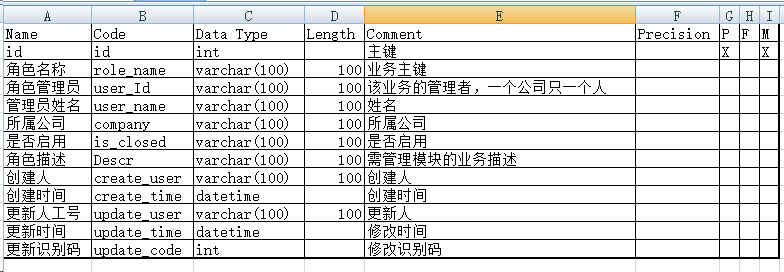 A B C D E F G H I
Name Code Data Type Length Comment Precision P F M
id id int 主键 X X
角色名称 role_name varchar(100) 100 业务主键
角色管理员 user_Id varchar(100) 100 该业务的管理者，一个公司只一个人
管理员姓名 user_name varchar(100) 100 姓名
所属公司 company varchar(100) 100 所属公司
是否启用 is_closed varchar(100) 100 是否启用
角色描述 Descr varchar(100) 100 需管理模块的业务描述
创建人 create_user varchar(100) 100 创建人
创建时间 create_time datetime 创建时间
更新人工号 update_user varchar(100) 100 更新人
更新时间 update_time datetime 修改时间
更新识别码 update_code int 修改识别码